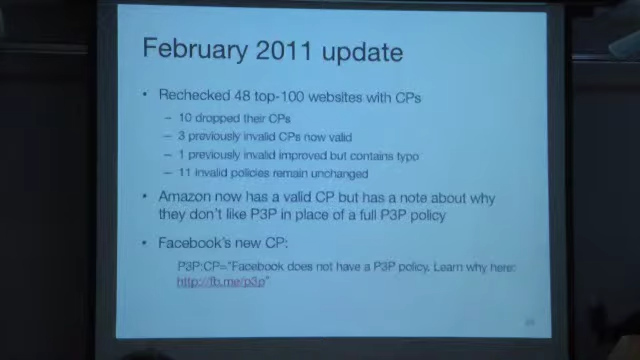 February 2011 update
• Rechecked 48 top-100 websites with CPs
– 10 dropped their CPs
– 3 previously invalid CPs now valid
– 1 previously invalid improved but contains typo
– 11 invalid policies remain unchanged
• Amazon now has a valid CP but has a note about why
they don't like P3P in place of a full P3P policy
• Facebook's new CP:
P3P:CP="Facebook does not have a P3P policy. Learn why here:
http://fb.me/p3p"